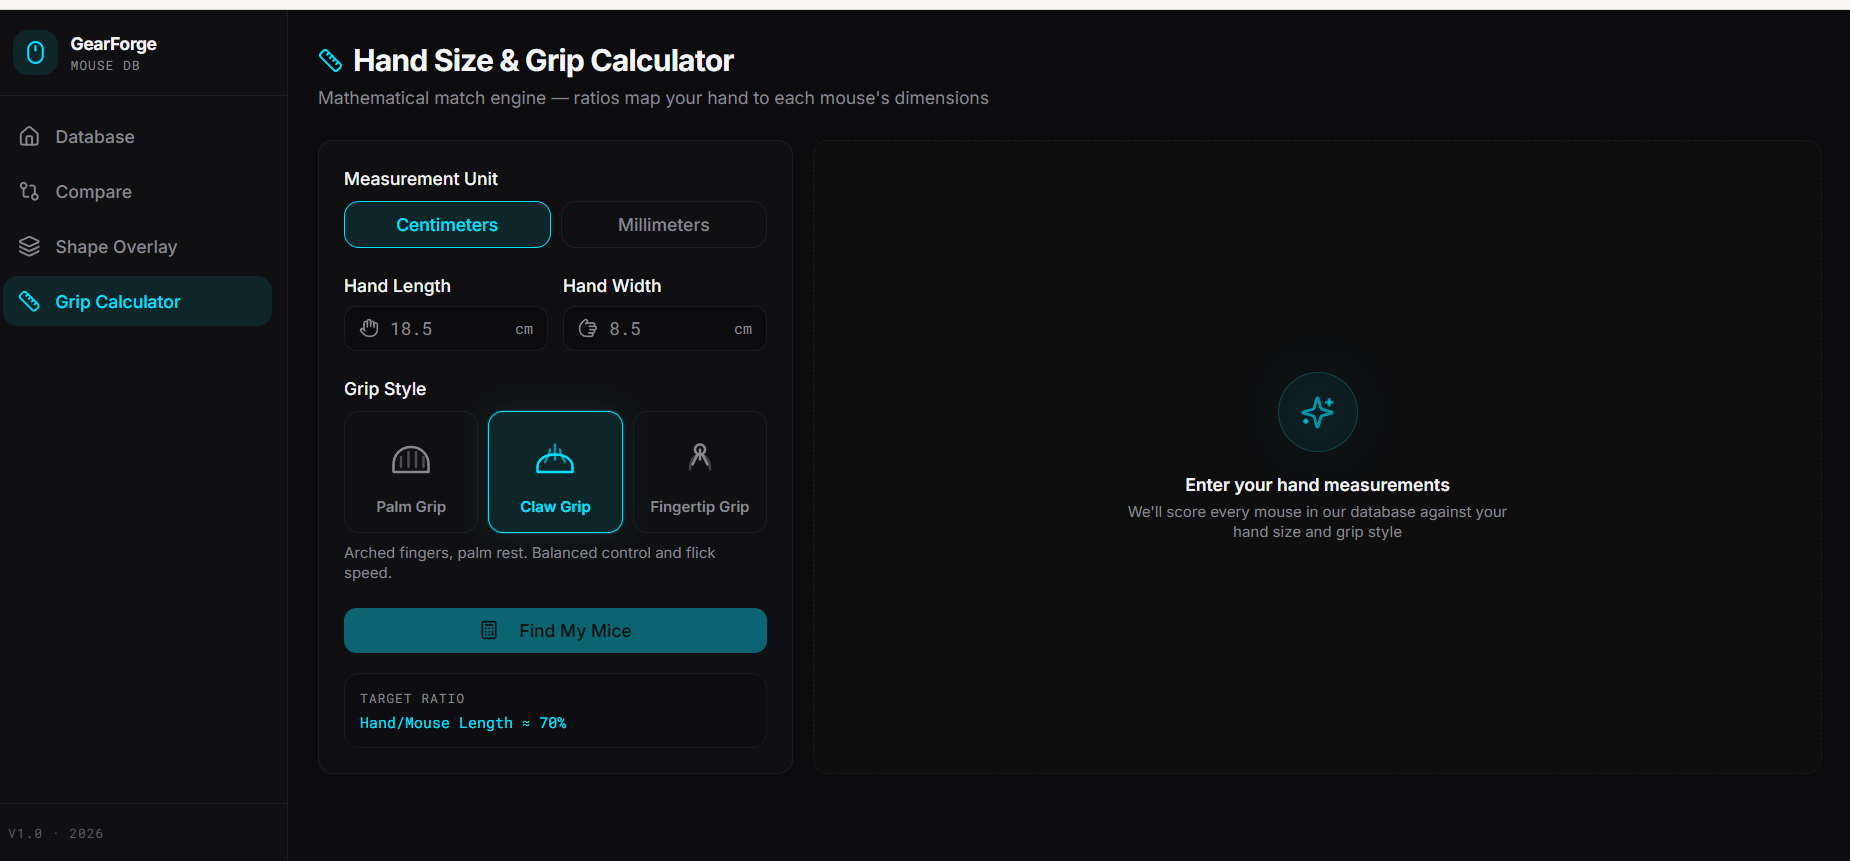 GearForge
MOUSE DB
Database
Compare
Shape Overlay
Grip Calculator
V1.0 · 2026
Hand Size & Grip Calculator
Mathematical match engine — ratios map your hand to each mouse's dimensions
Measurement Unit
Centimeters
Millimeters
Hand Length
Hand Width
18.5 cm
8.5 cm
Grip Style
Palm Grip
Claw Grip
Fingertip Grip
Arched fingers, palm rest. Balanced control and flick
speed.
Find My Mice
TARGET RATIO
Hand/Mouse Length ≈ 70%
Enter your hand measurements
We'll score every mouse in our database against your
hand size and grip style